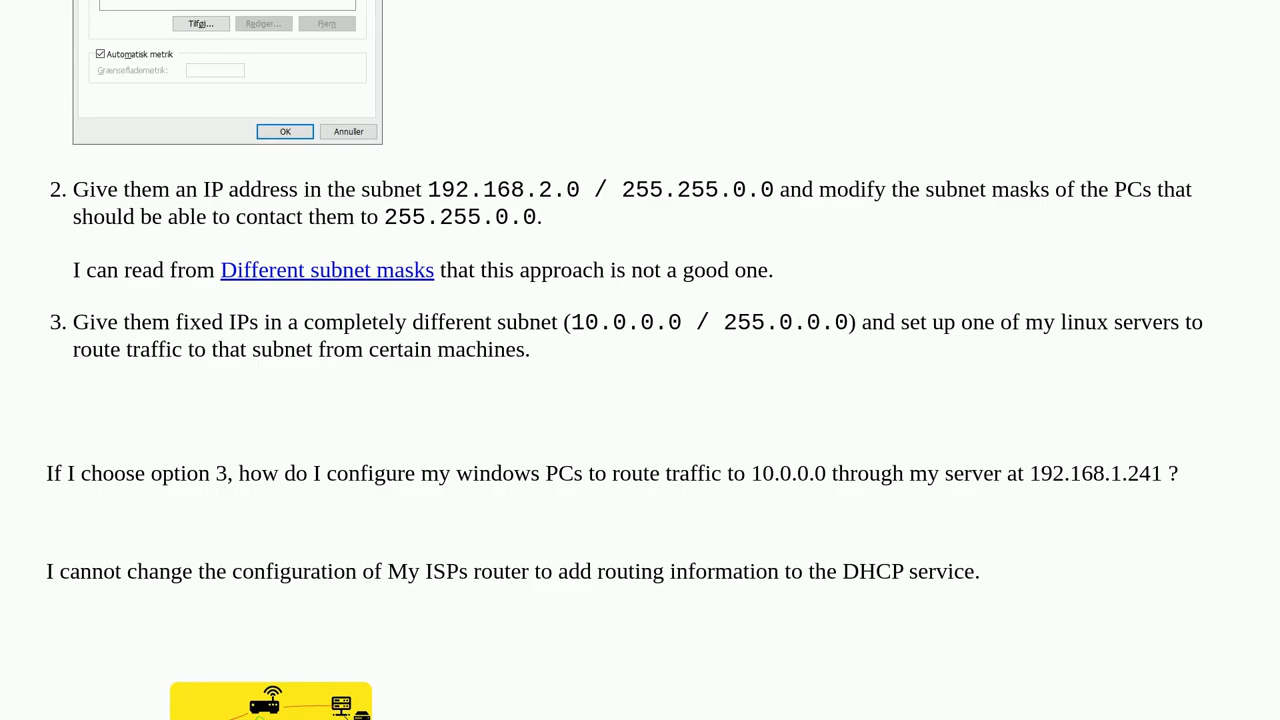 Tilføj... Rediger... Fjern
Automatisk metrik
Grænseflademetrik:
OK Annuller
2. Give them an IP address in the subnet 192.168.2.0 / 255.255.0.0 and modify the subnet masks of the PCs that
should be able to contact them to 255.255.0.0.
I can read from Different subnet masks that this approach is not a good one.
3. Give them fixed IPs in a completely different subnet (10.0.0.0 / 255.0.0.0) and set up one of my linux servers to
route traffic to that subnet from certain machines.
If I choose option 3, how do I configure my windows PCs to route traffic to 10.0.0.0 through my server at 192.168.1.241 ?
I cannot change the configuration of My ISPs router to add routing information to the DHCP service.